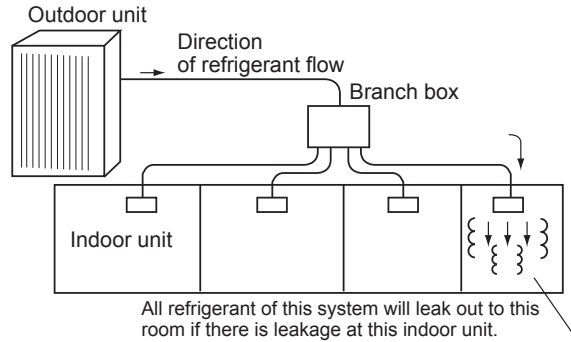 Outdoor unit
Direction
of refrigerant flow
Branch box
Indoor unit
All refrigerant of this system will leak out to this
room if there is leakage at this indoor unit.